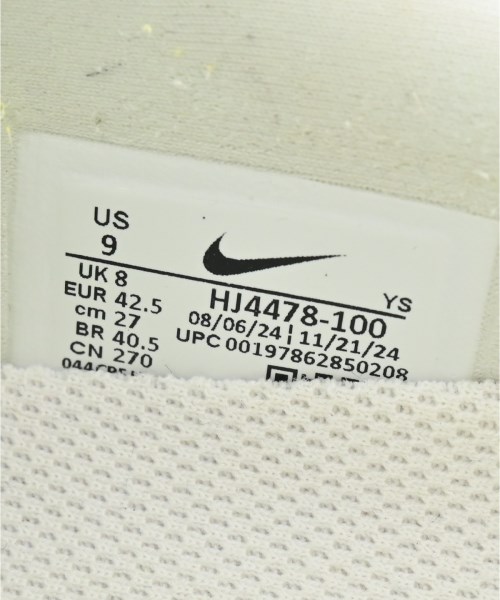 US
9
YS
UK 8
EUR 42.5
cm 27
BR 40.5
CN 270
HJ4478-100
08/06/24 | 11/21/24
UPC 00197862850208